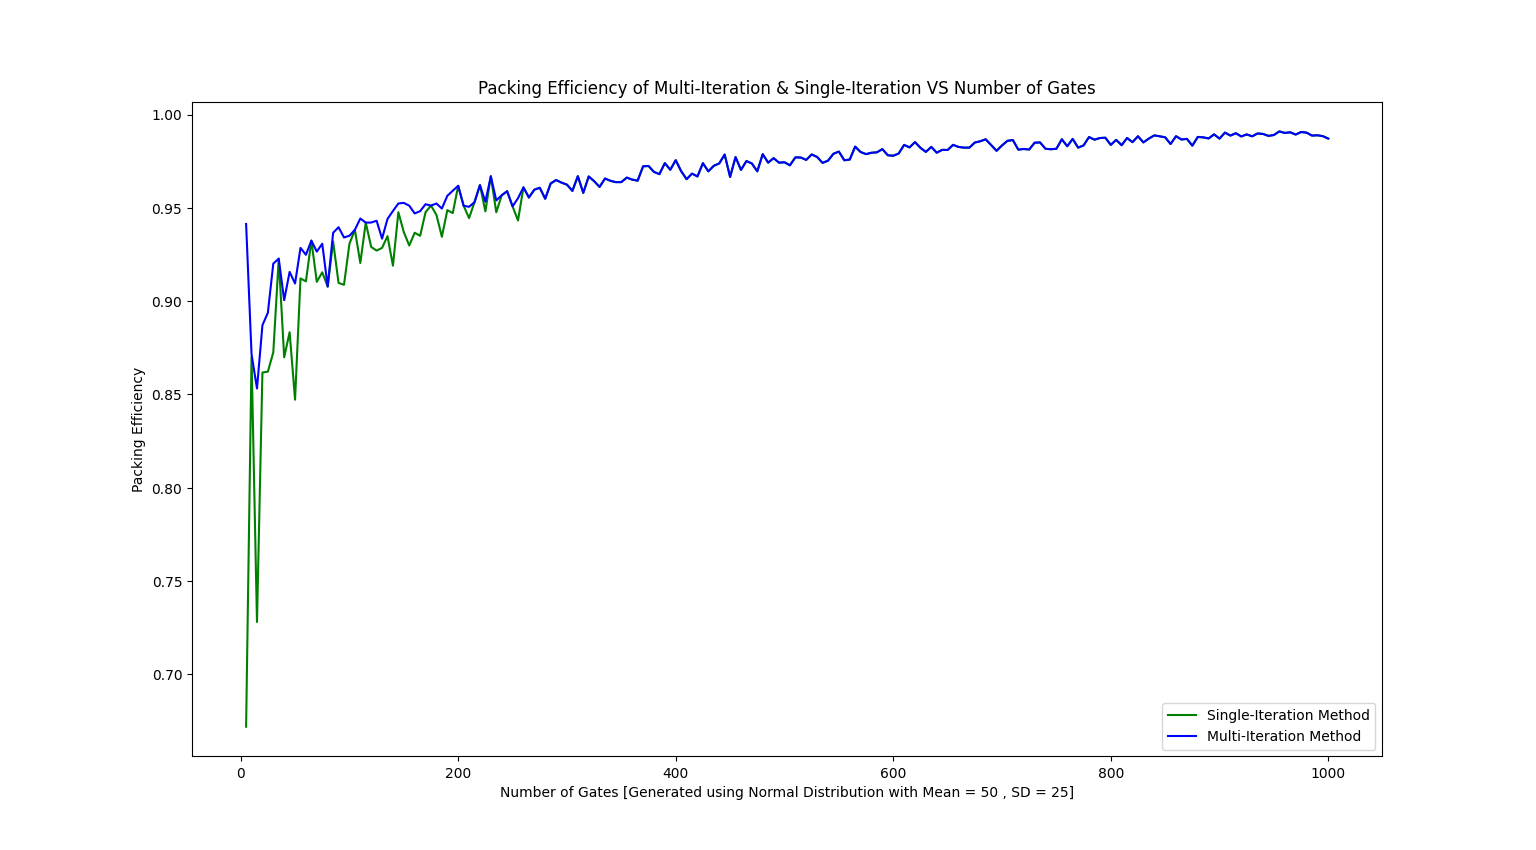 Packing Efficiency of Multi-Iteration & Single-Iteration VS Number of Gates
1.00
0.95
0.90
0.85
0.80
0.75
0.70
Packing Efficiency
0 200 400 600 800 1000
Number of Gates [Generated using Normal Distribution with Mean = 50 , SD = 25]
Single-Iteration Method
Multi-Iteration Method